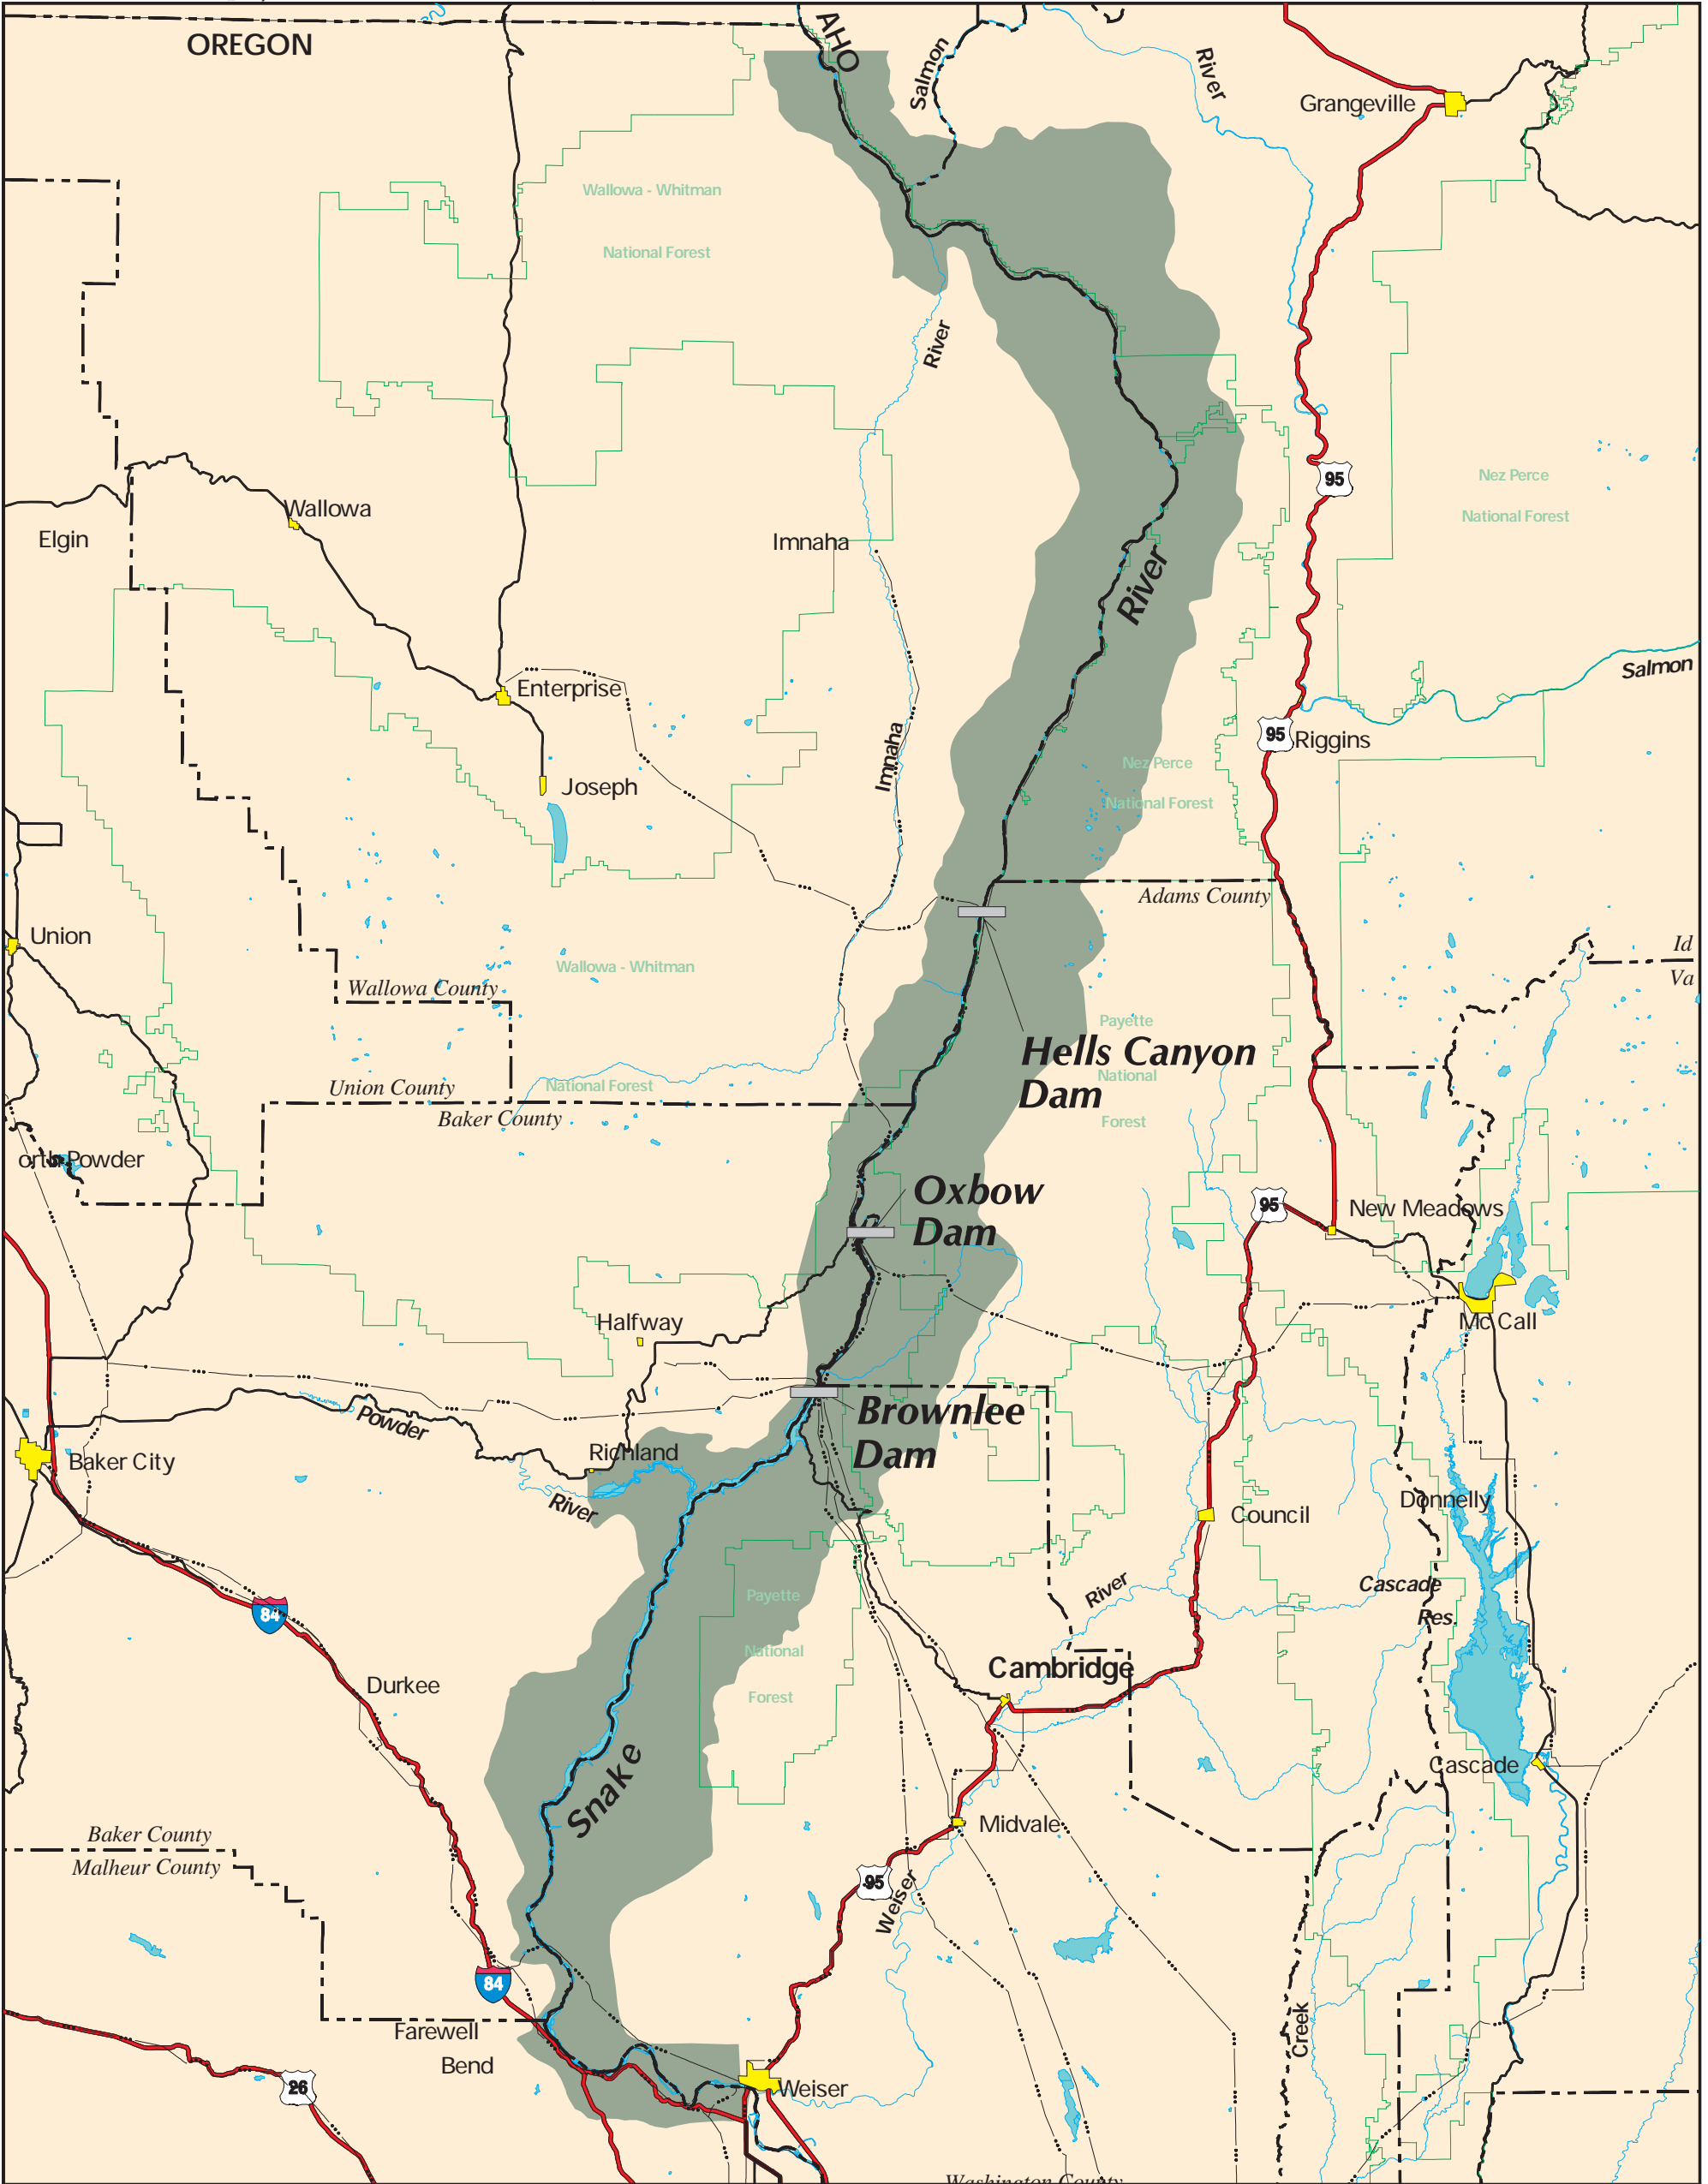 OREGON
AHO
Salmon
River
Grangeville
Wallowa - Whitman
National Forest
River
95
Nez Perce
National Forest
Wallowa
Elgin
Imnaha
River
Salmon
Enterprise
95
Riggins
Imnaha
Joseph
Nez Perce
National Forest
Adams County
Union
Id
Va
Wallowa - Whitman
Wallowa County
Payette
Hells Canyon
Dam
National
Union County
National Forest
Baker County
Forest
orth Powder
Oxbow
Dam
95
New Meadows
Halfway
Mc Call
Powder
Brownlee
Dam
Baker City
Richland
River
Donnelly
Council
Cascade
Res.
River
Payette
National
Forest
84
Durkee
Cambridge
Snake
Cascade
Midvale
Baker County
Malheur County
95
Weiser
84
Farewell
Bend
Creek
26
Weiser
Washington County